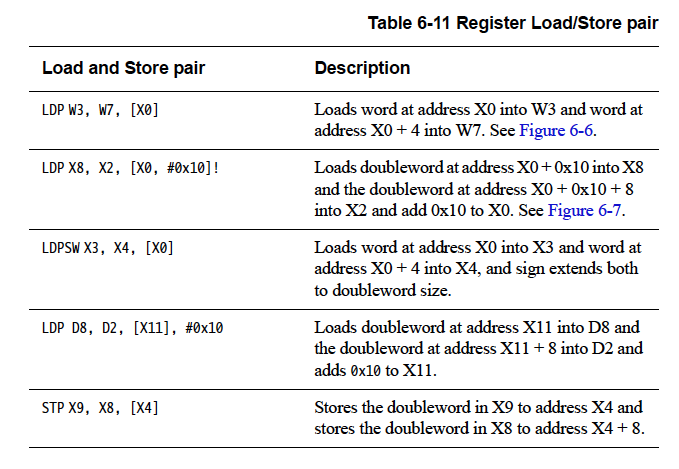 Table 6-11 Register Load/Store pair
Load and Store pair Description
LDP W3, W7, [X0] Loads word at address X0 into W3 and word at
address X0 + 4 into W7. See Figure 6-6.
LDP X8, X2, [X0, #0x10]! Loads doubleword at address X0 + 0x10 into X8
and the doubleword at address X0 + 0x10 + 8
into X2 and add 0x10 to X0. See Figure 6-7.
LDPSW X3, X4, [X0] Loads word at address X0 into X3 and word at
address X0 + 4 into X4, and sign extends both
to doubleword size.
LDP D8, D2, [X11], #0x10 Loads doubleword at address X11 into D8 and
the doubleword at address X11 + 8 into D2 and
adds 0x10 to X11.
STP X9, X8, [X4] Stores the doubleword in X9 to address X4 and
stores the doubleword in X8 to address X4 + 8.